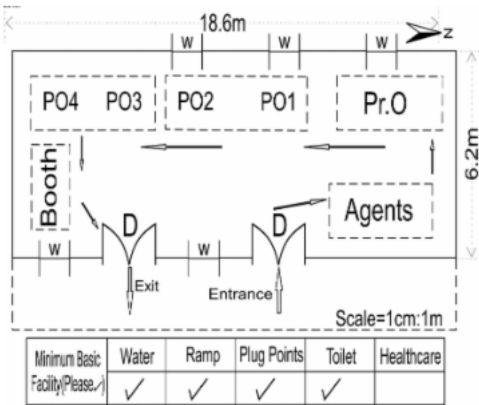 18.6m
z
W W W
PO4 PO3 PO2 PO1 Pr.O
6.2m
Booth
Agents
D D
W W
Exit
Entrance
Scale=1cm:1m
Minimum Basic Facility(Please✓) Water Ramp Plug Points Toilet Healthcare
✓ ✓ ✓ ✓